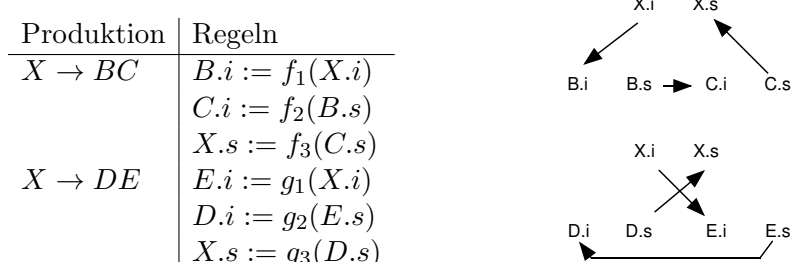 Produktion Regeln
X → BC B.i := f₁(X.i)
C.i := f₂(B.s)
X.s := f₃(C.s)
X → DE E.i := g₁(X.i)
D.i := g₂(E.s)
X.s := g₃(D.s)
X.i X.s
B.i B.s C.i C.s
X.i X.s
D.i D.s E.i E.s